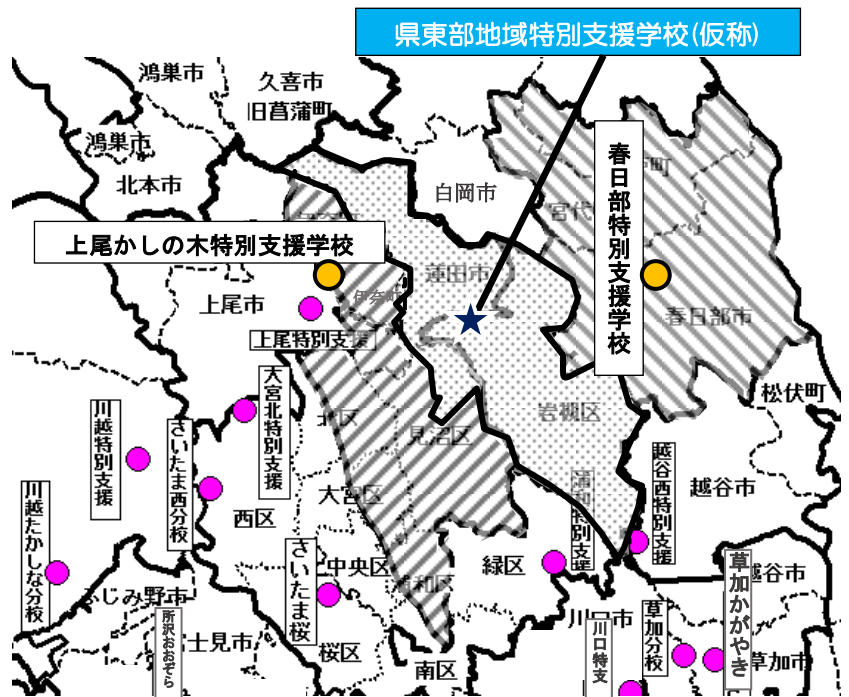 県東部地域特別支援学校(仮称)
鴻巣市
久喜市
旧菖蒲町
鴻巣市
北本市
白岡市
宮代
春日部特別支援学校
上尾かしの木特別支援学校
蓮田市
上尾市
伊奈町
春日部市
上尾特別支援
松伏町
大宮北特別支援
川越特別支援
さいたま西分校
北区
見沼区
岩槻区
越谷西特別支援
越谷市
川越たかしな分校
西区
大宮区
浦和特別支援
さいたま桜
中央区
浦和区
緑区
草加かがやき
越谷市
ふじみ野市
所沢おおぞら
士見市
桜区
南区
川口市
川口特支
草加分校
草加市